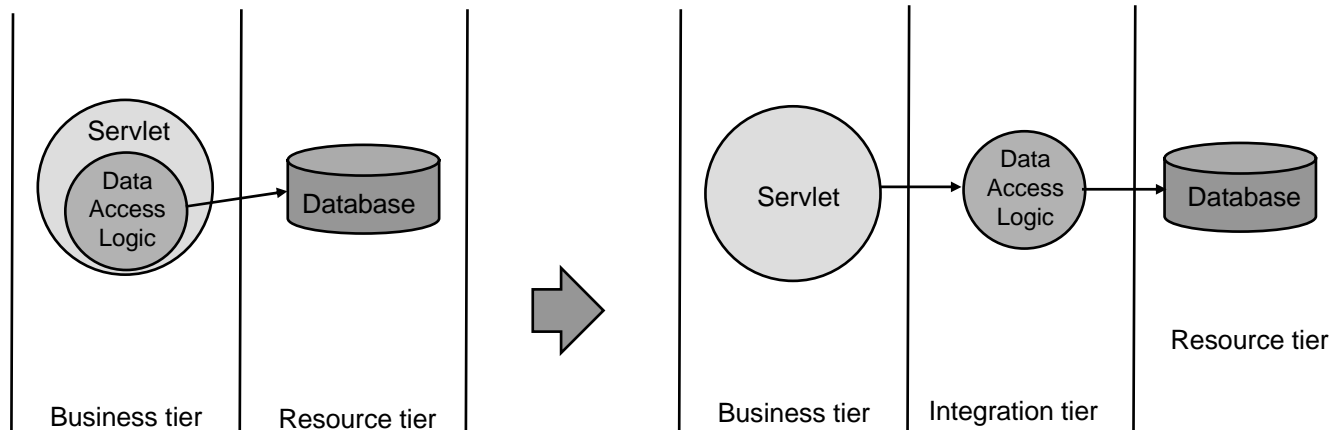 Servlet
Data
Access
Logic
Database
Business tier
Resource tier
Servlet
Data
Access
Logic
Database
Business tier
Integration tier
Resource tier